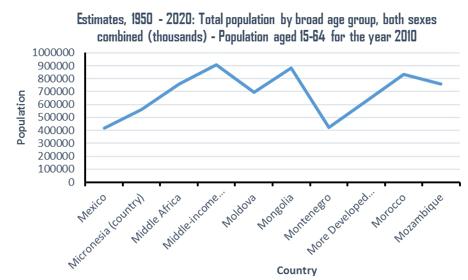 Estimates, 1950 - 2020: Total population by broad age group, both sexes
combined (thousands) - Population aged 15-64 for the year 2010
Population
1000000
900000
800000
700000
600000
500000
400000
300000
200000
100000
0
Mexico
Micronesia (country)
Middle Africa
Middle-income...
Moldova
Mongolia
Montenegro
More Developed...
Morocco
Mozambique
Country